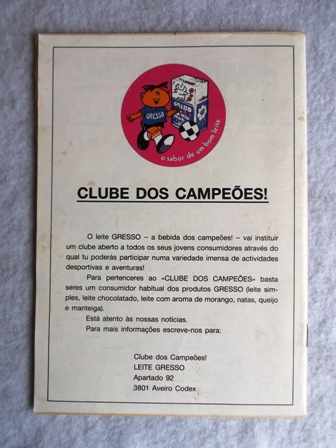 GRESSO
GRESSO
o sabor de um bom leite
CLUBE DOS CAMPEÕES!
O leite GRESSO – a bebida dos campeões! – vai instituir
um clube aberto a todos os seus jovens consumidores através do
qual tu poderás participar numa variedade imensa de actividades
desportivas e aventuras!
Para pertenceres ao «CLUBE DOS CAMPEÕES» basta
seres um consumidor habitual dos produtos GRESSO (leite sim-
ples, leite chocolatado, leite com aroma de morango, natas, queijo
e manteiga).
Está atento às nossas notícias.
Para mais informações escreve-nos para:
Clube dos Campeões!
LEITE GRESSO
Apartado 92
3801 Aveiro Codex